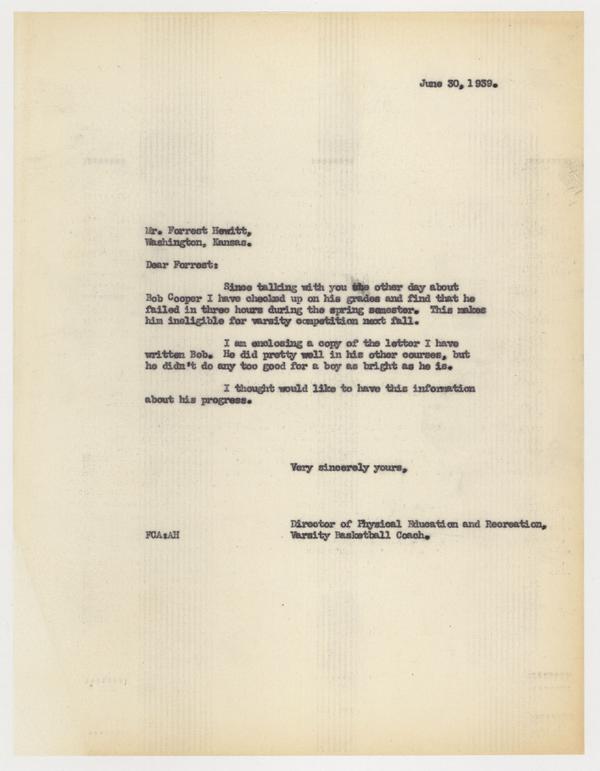 June 30, 1939.
Mr. Forrest Hewitt,
Washington, Kansas.
Dear Forrest:
Since talking with you the other day about
Bob Cooper I have checked up on his grades and find that he
failed in three hours during the spring semester. This makes
him ineligible for varsity competition next fall.
I am enclosing a copy of the letter I have
written Bob. He did pretty well in his other courses, but
he didn't do any too good for a boy as bright as he is.
I thought would like to have this information
about his progress.
Very sincerely yours,
Director of Physical Education and Recreation,
FCA:AH Varsity Basketball Coach.